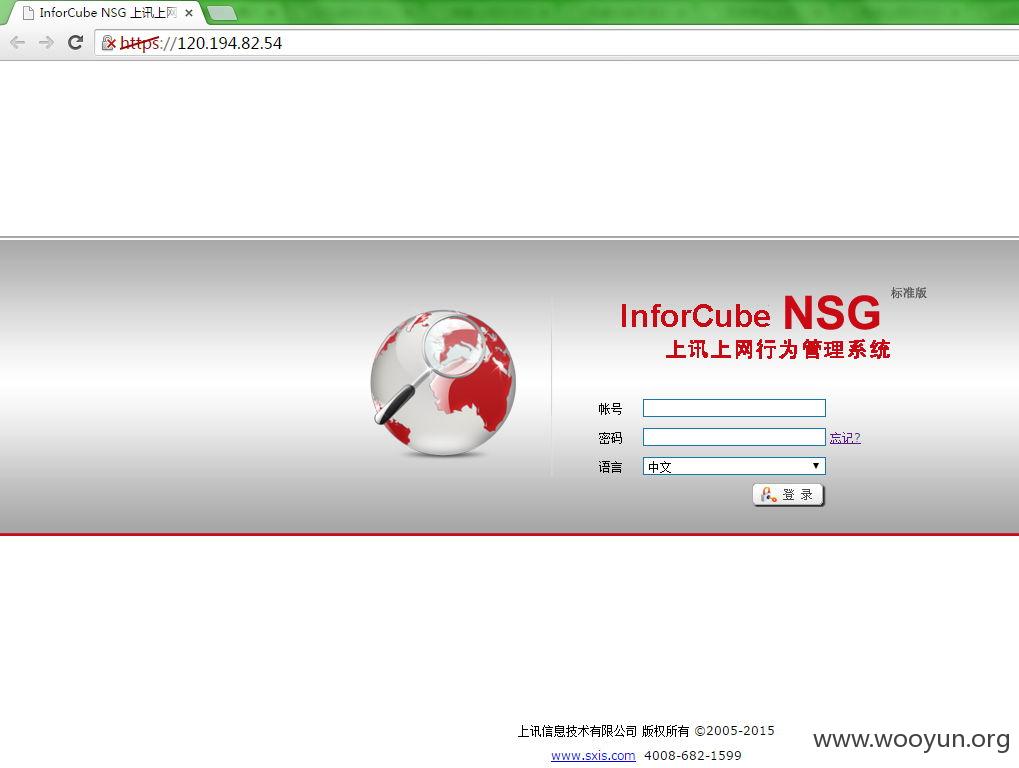 InforCube NSG 上讯上网
https://120.194.82.54
标准版
InforCube NSG
上讯上网行为管理系统
帐号
密码 忘记?
语言 中文
登 录
上讯信息技术有限公司 版权所有 ©2005-2015
www.sxis.com 4008-682-1599
www.wooyun.org